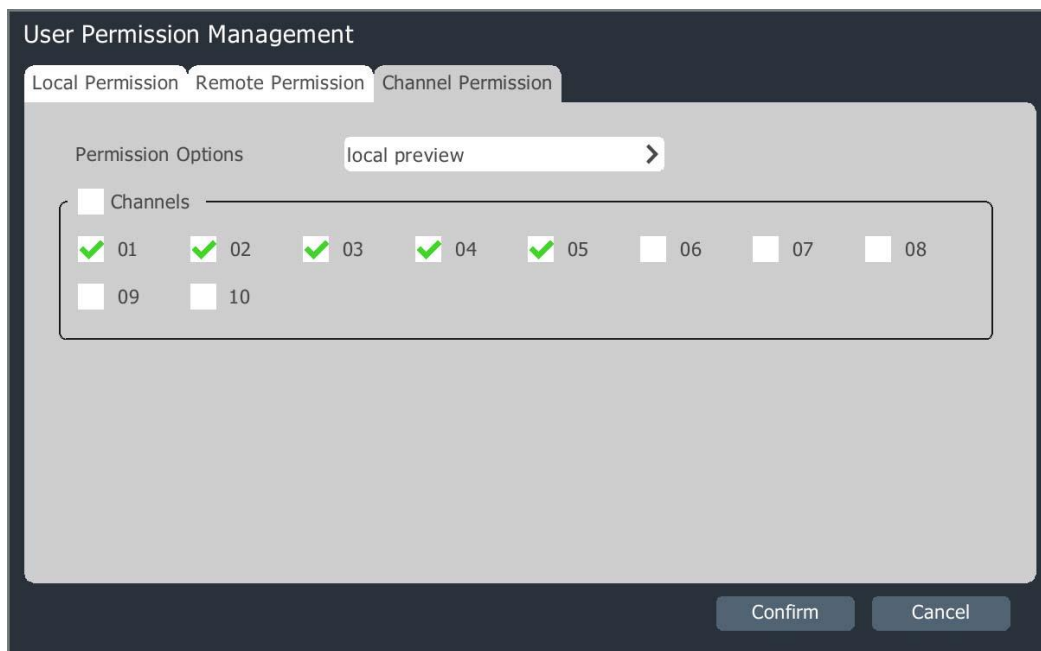 User Permission Management
Local Permission Remote Permission Channel Permission
Permission Options local preview
Channels
01 02 03 04 05 06 07 08
09 10
Confirm Cancel